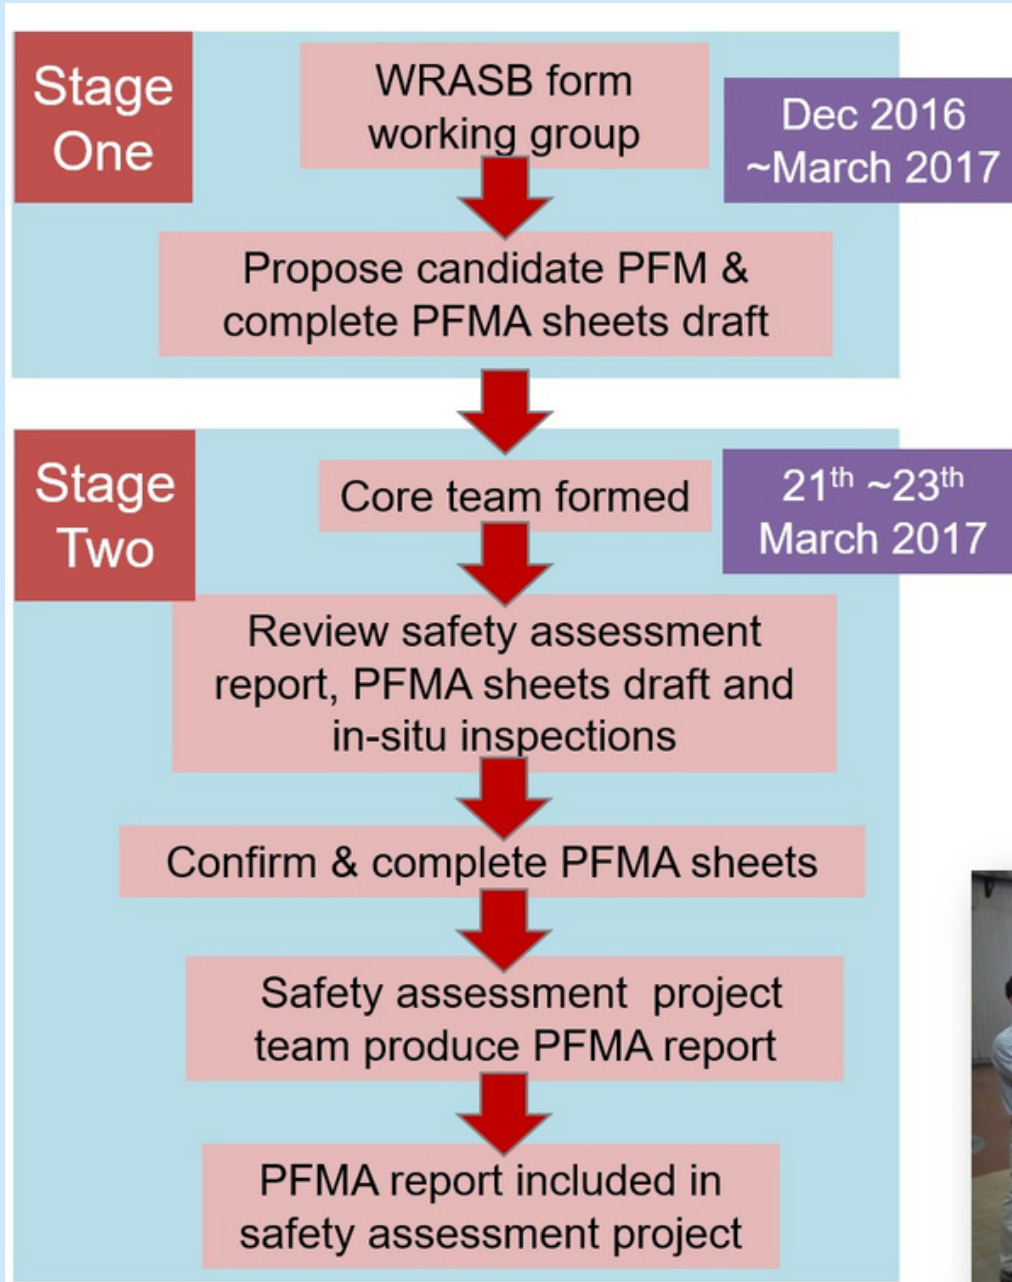 Stage
One
WRASB form
working group
Dec 2016
~March 2017
Propose candidate PFM &
complete PFMA sheets draft
Stage
Two
Core team formed
21th ~23th
March 2017
Review safety assessment
report, PFMA sheets draft and
in-situ inspections
Confirm & complete PFMA sheets
Safety assessment project
team produce PFMA report
PFMA report included in
safety assessment project